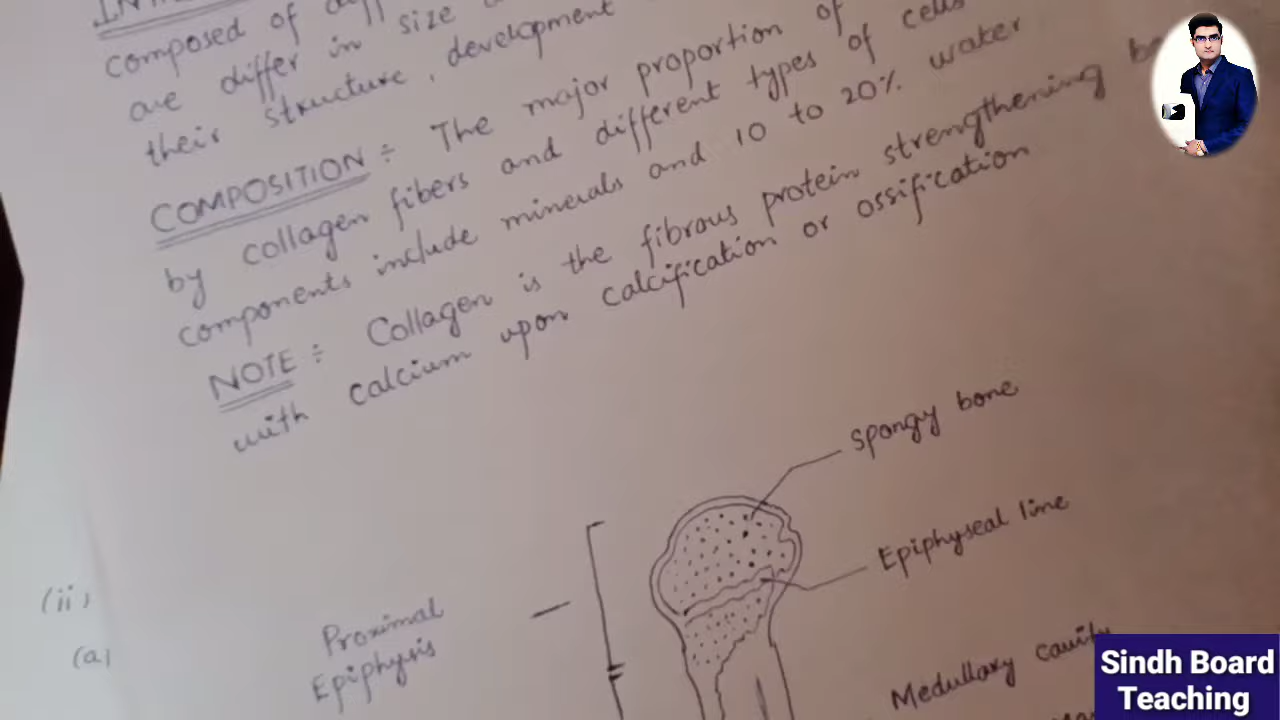 composed of
are differ in size
their structure, development
COMPOSITION ÷ The major proportion of
by collagen fibers and different types of cells
components include minerals and 10 to 20% water
NOTE ÷ Collagen is the fibrous protein strengthening
with calcium upon calcification or ossification
spongy bone
Epiphyseal line
(ii)
(a)
Proximal
Epiphysis
Medullary cavity
Sindh Board
Teaching